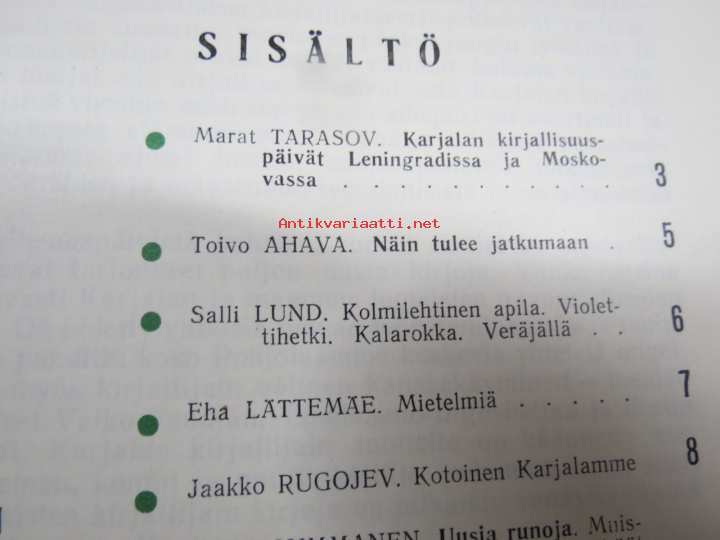 SISÄLTÖ
Marat TARASOV. Karjalan kirjallisuus-
päivät Leningradissa ja Mosko-
vassa . . . . . . . . . . 3
Antikvariaatti.net
Toivo AHAVA. Näin tulee jatkumaan . 5
Salli LUND. Kolmilehtinen apila. Violet-
tihetki. Kalarokka. Veräjällä . . 6
Eha LÄTTEMÄE. Mietelmiä . . . . . 7
Jaakko RUGOJEV. Kotoinen Karjalamme 8
Uusia runoja. Muis-